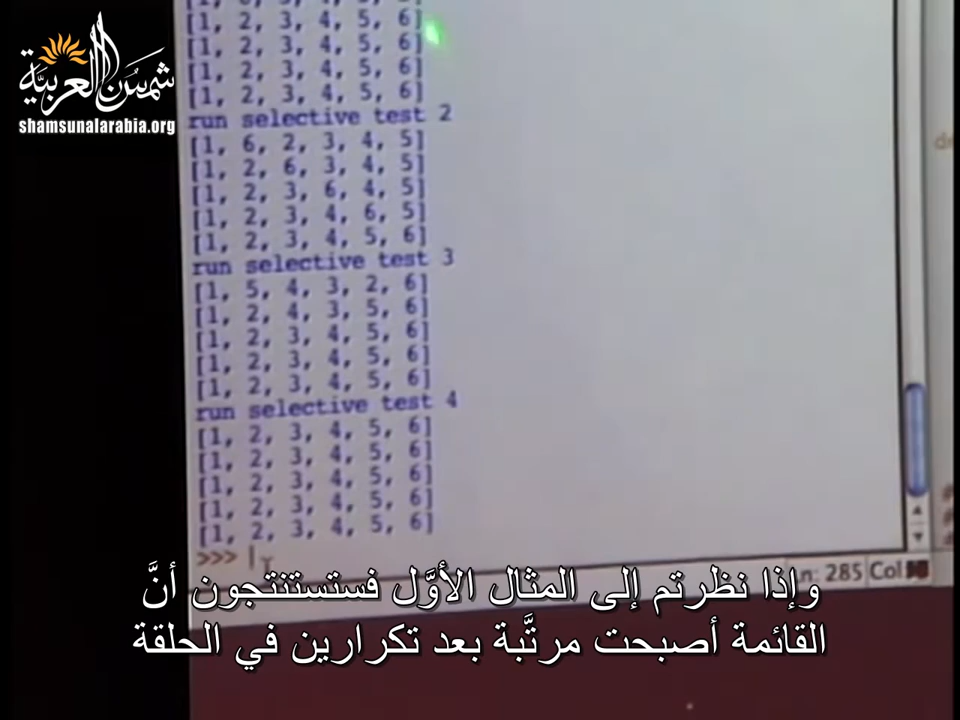 شمس العربية
shamsunalarabia.org
[1, 2, 3, 4, 5, 6]
[1, 2, 3, 4, 5, 6]
[1, 2, 3, 4, 5, 6]
[1, 2, 3, 4, 5, 6]
run selective test 2
[1, 6, 2, 3, 4, 5]
[1, 2, 6, 3, 4, 5]
[1, 2, 3, 6, 4, 5]
[1, 2, 3, 4, 6, 5]
[1, 2, 3, 4, 5, 6]
run selective test 3
[1, 5, 4, 3, 2, 6]
[1, 2, 4, 3, 5, 6]
[1, 2, 3, 4, 5, 6]
[1, 2, 3, 4, 5, 6]
[1, 2, 3, 4, 5, 6]
run selective test 4
[1, 2, 3, 4, 5, 6]
[1, 2, 3, 4, 5, 6]
[1, 2, 3, 4, 5, 6]
[1, 2, 3, 4, 5, 6]
[1, 2, 3, 4, 5, 6]
>>>
Ln: 285 Col
وإذا نظرتم إلى المثال الأوَّل فستستنتجون أنَّ
القائمة أصبحت مرتَّبة بعد تكرارين في الحلقة